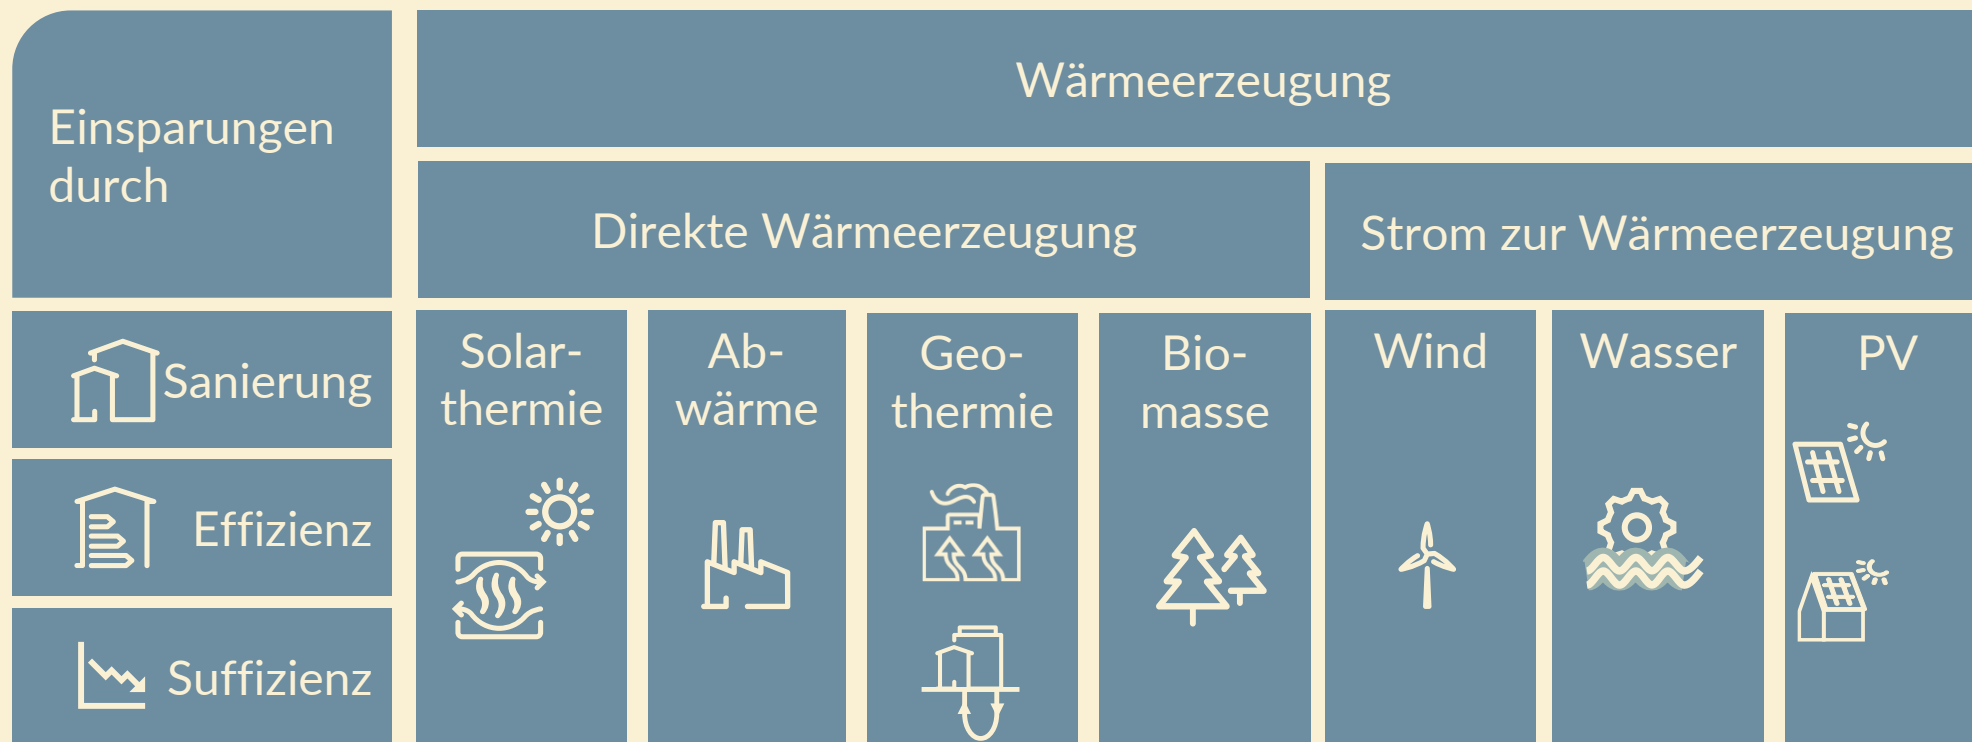 Einsparungen
durch
Wärmeerzeugung
Direkte Wärmeerzeugung
Strom zur Wärmeerzeugung
Sanierung
Effizienz
Suffizienz
Solar-
thermie
Ab-
wärme
Geo-
thermie
Bio-
masse
Wind
Wasser
PV